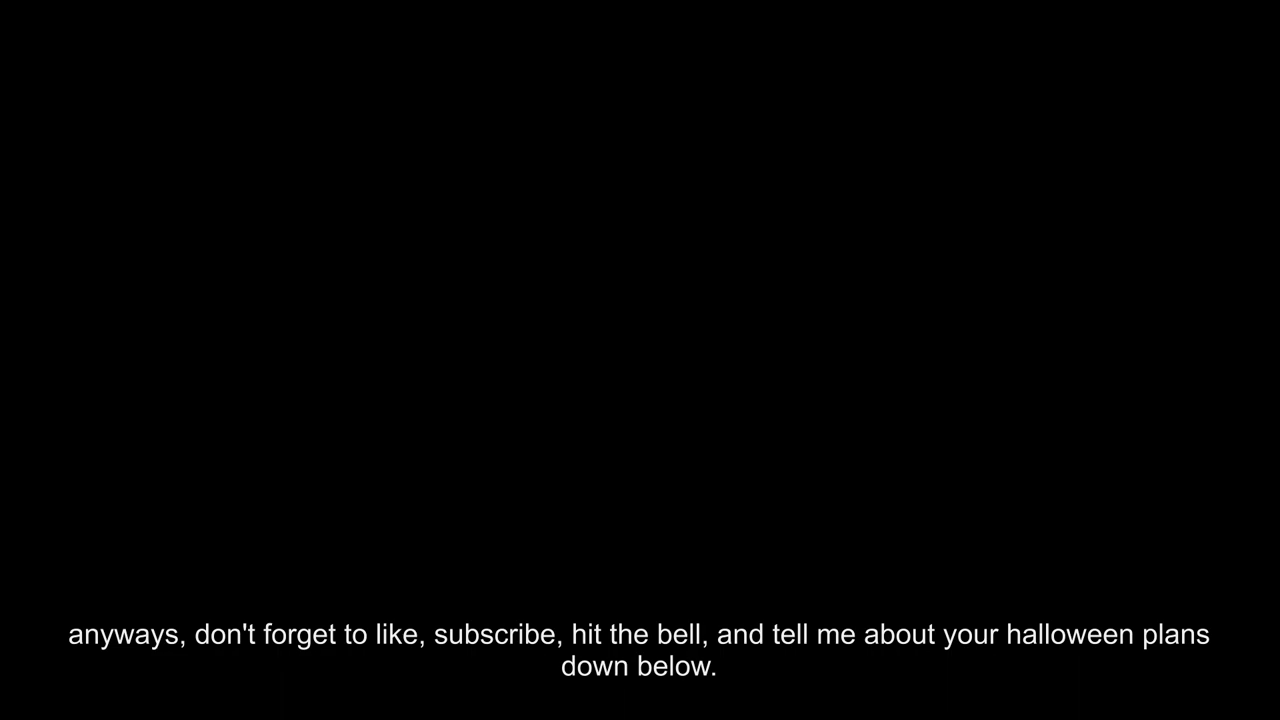 anyways, don't forget to like, subscribe, hit the bell, and tell me about your halloween plans
down below.